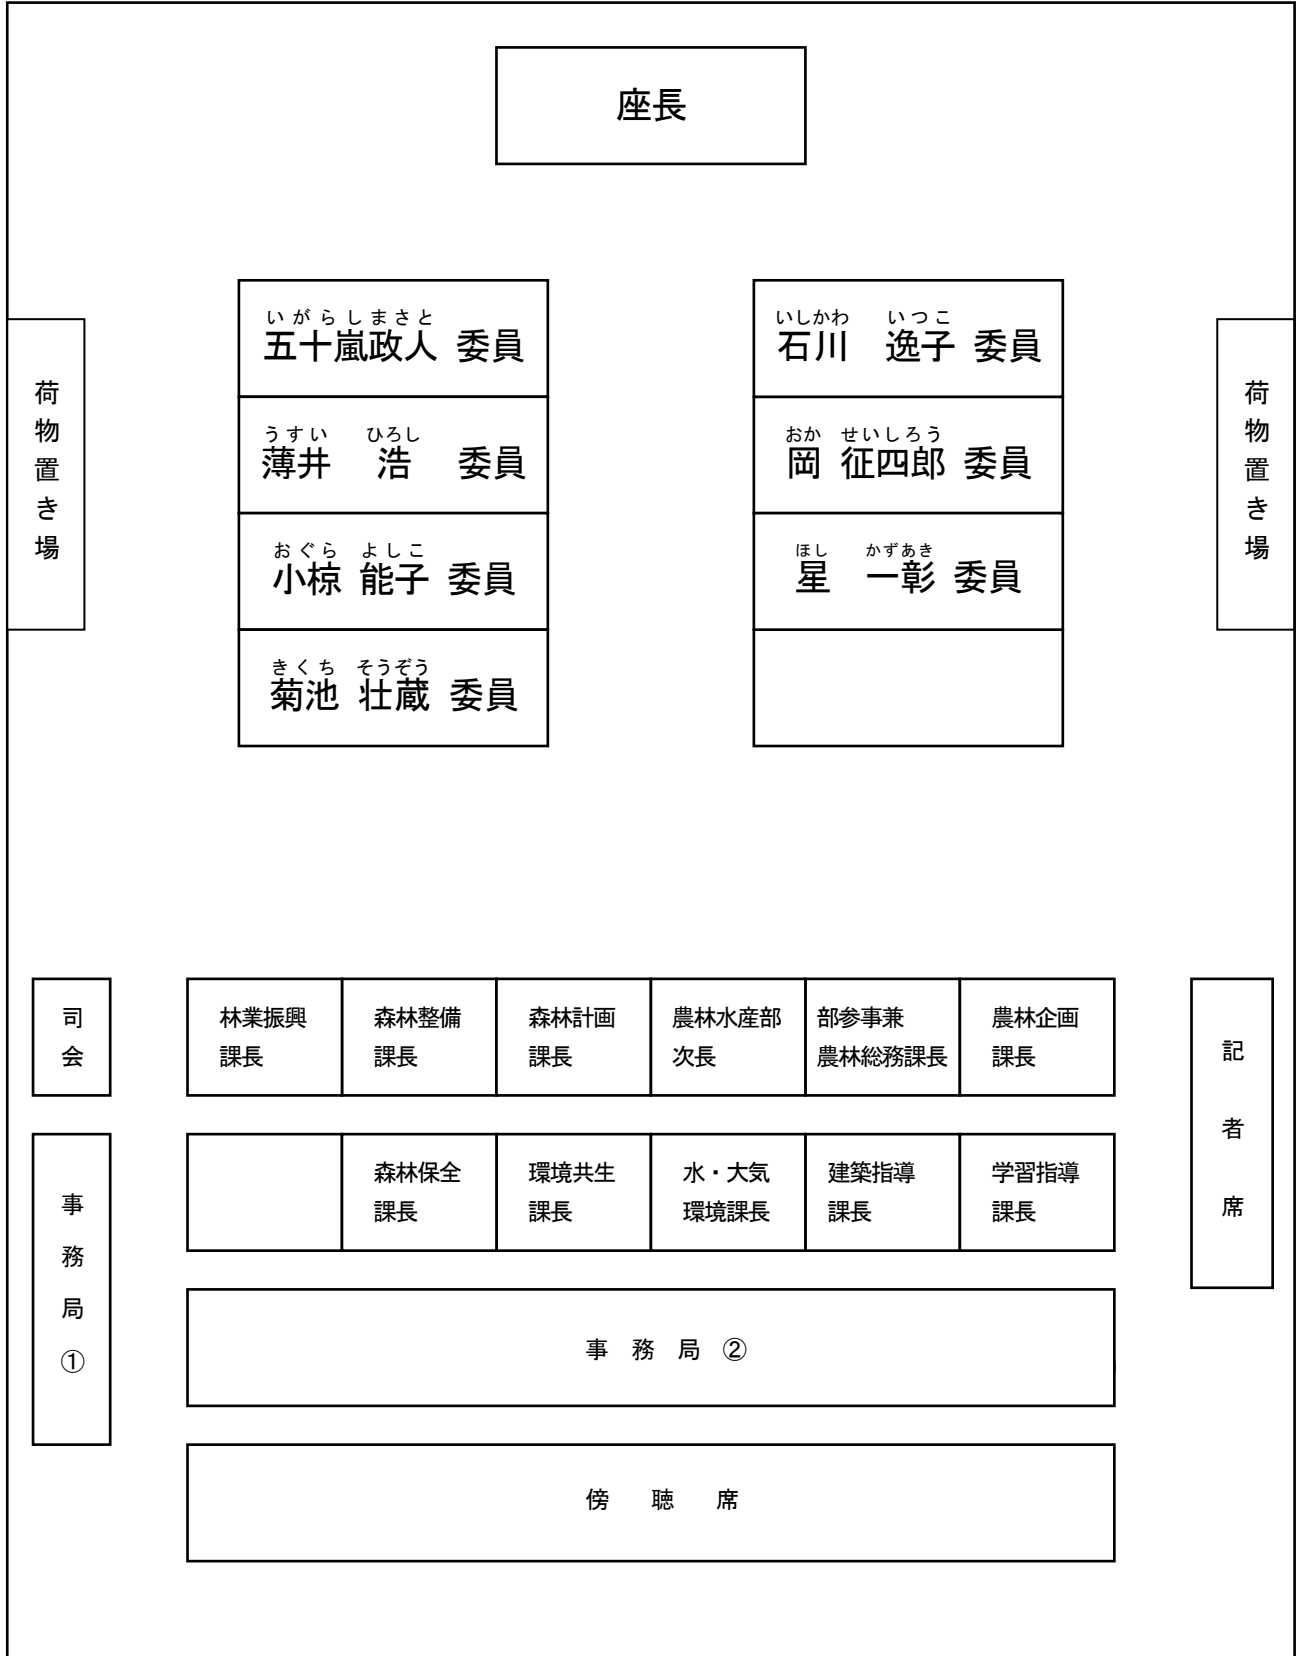 座長
いがらしまさと
五十嵐政人 委員
うすい ひろし
薄井 浩 委員
おぐら よしこ
小椋 能子 委員
きくち そうぞう
菊池 壮蔵 委員
いしかわ いつこ
石川 逸子 委員
おか せいしろう
岡 征四郎 委員
ほし かずあき
星 一彰 委員
荷物置き場
荷物置き場
司会
林業振興
課長
森林整備
課長
森林計画
課長
農林水産部
次長
部参事兼
農林総務課長
農林企画
課長
記者席
事務局①
森林保全
課長
環境共生
課長
水・大気
環境課長
建築指導
課長
学習指導
課長
事務局②
傍聴席